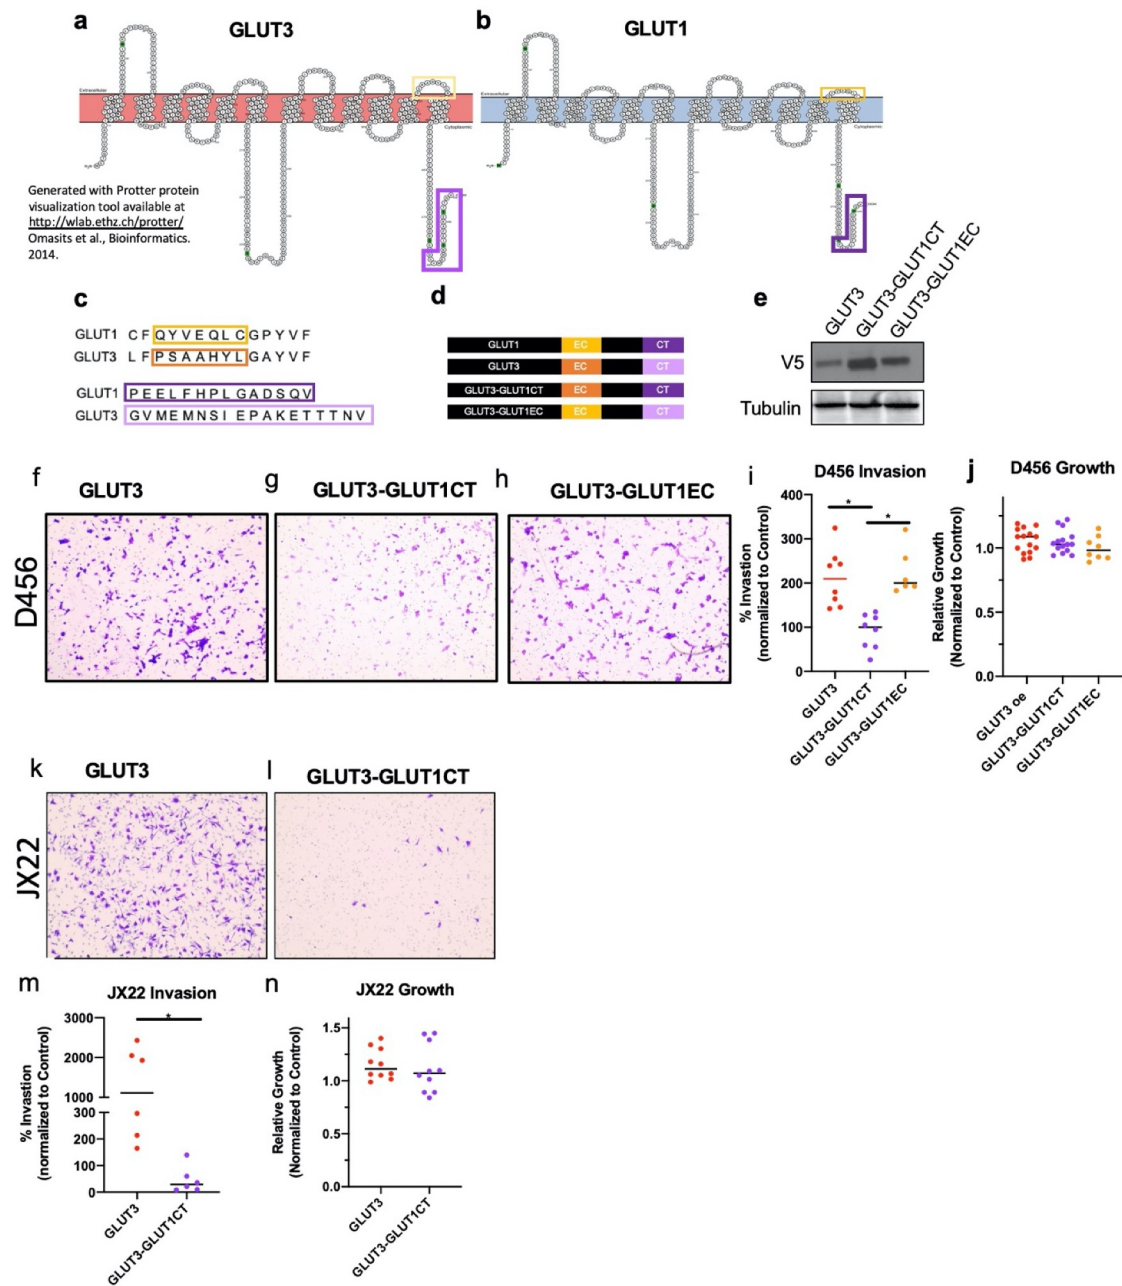 a
GLUT3
b
GLUT1
Extracellular
Cytoplasmic
Extracellular
Cytoplasmic
Generated with Protter protein
visualization tool available at
http://wlab.ethz.ch/protter/
Omasits et al., Bioinformatics.
2014.
c
GLUT1 C F Q Y V E Q L C G P Y V F
GLUT3 L F P S A A H Y L G A Y V F
GLUT1 P E E L F H P L G A D S Q V
GLUT3 G V M E M N S I E P A K E T T T N V
d
GLUT1 EC CT
GLUT3 EC CT
GLUT3-GLUT1CT EC CT
GLUT3-GLUT1EC EC CT
e
GLUT3
GLUT3-GLUT1CT
GLUT3-GLUT1EC
V5
Tubulin
f
GLUT3
g
GLUT3-GLUT1CT
h
GLUT3-GLUT1EC
D456
i
D456 Invasion
% Invastion
(normalized to Control)
400
300
200
100
0
*
*
GLUT3
GLUT3-GLUT1CT
GLUT3-GLUT1EC
j
D456 Growth
Relative Growth
(Normalized to Control)
1.0
0.5
0.0
GLUT3 oe
GLUT3-GLUT1CT
GLUT3-GLUT1EC
k
GLUT3
l
GLUT3-GLUT1CT
JX22
m
JX22 Invasion
% Invastion
(normalized to Control)
3000
2000
1000
300
200
100
0
*
GLUT3
GLUT3-GLUT1CT
n
JX22 Growth
Relative Growth
(Normalized to Control)
1.5
1.0
0.5
0.0
GLUT3
GLUT3-GLUT1CT